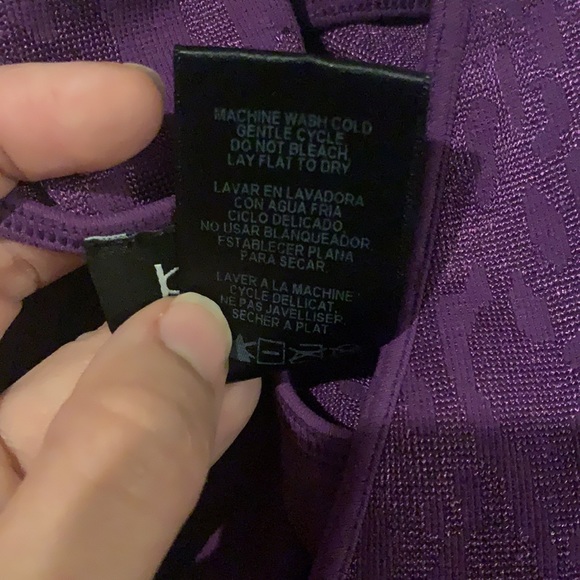 MACHINE WASH COLD
GENTLE CYCLE
DO NOT BLEACH
LAY FLAT TO DRY
LAVAR EN LAVADORA
CON AGUA FRIA
CICLO DELICADO
NO USAR BLANQUEADOR
ESTABLECER PLANA
PARA SECAR.
LAVER A LA MACHINE
CYCLE DELLICAT
NE PAS JAVELLISER.
SECHER A PLAT
K